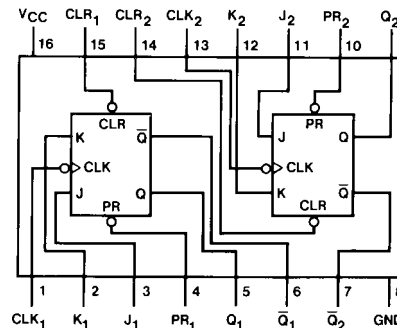 VCC CLR1 CLR2 CLK2 K2 J2 PR2 Q2
16 15 14 13 12 11 10
CLR PR
K Q̅ J Q
CLK CLK
J Q K Q̅
PR CLR
1 2 3 4 5 6 7 8
CLK1 K1 J1 PR1 Q1 Q̅1 Q̅2 GND